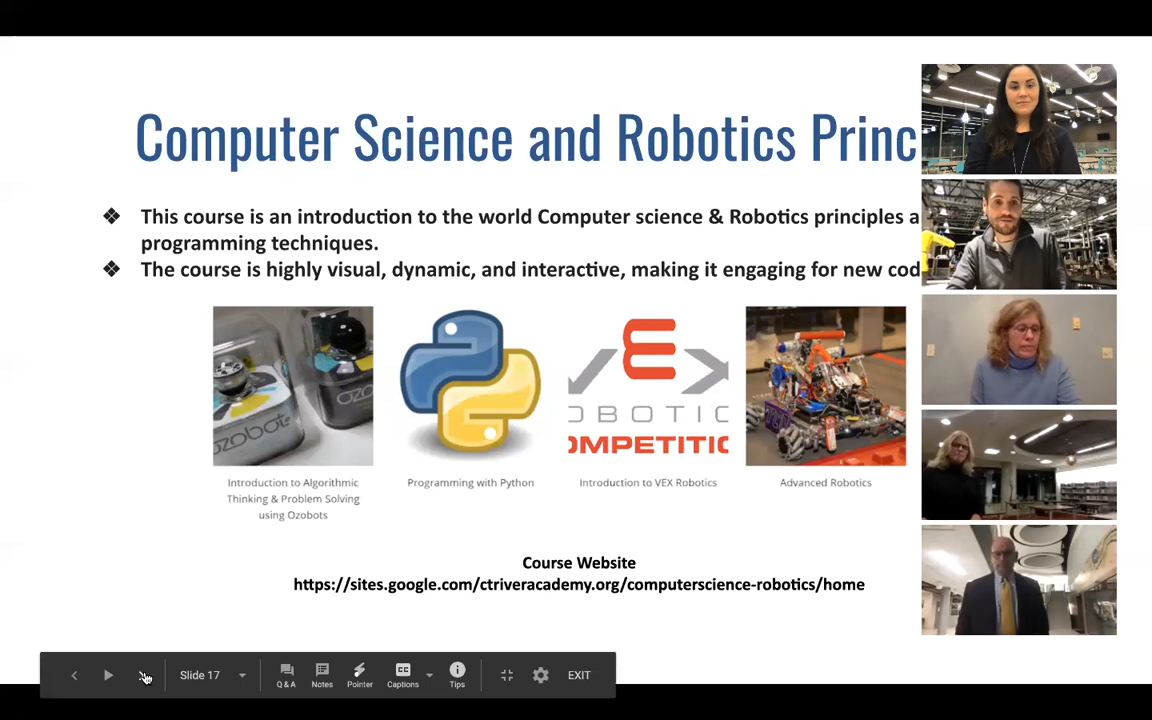 Computer Science and Robotics Princ
❖ This course is an introduction to the world Computer science & Robotics principles a
programming techniques.
❖ The course is highly visual, dynamic, and interactive, making it engaging for new cod
ozobot
OZO
VEX
OBOTIC
OMPETITIC
Introduction to Algorithmic
Thinking & Problem Solving
using Ozobots
Programming with Python
Introduction to VEX Robotics
Advanced Robotics
Course Website
https://sites.google.com/ctriveracademy.org/computerscience-robotics/home
Slide 17
Q & A
Notes
Pointer
CC
Captions
Tips
EXIT